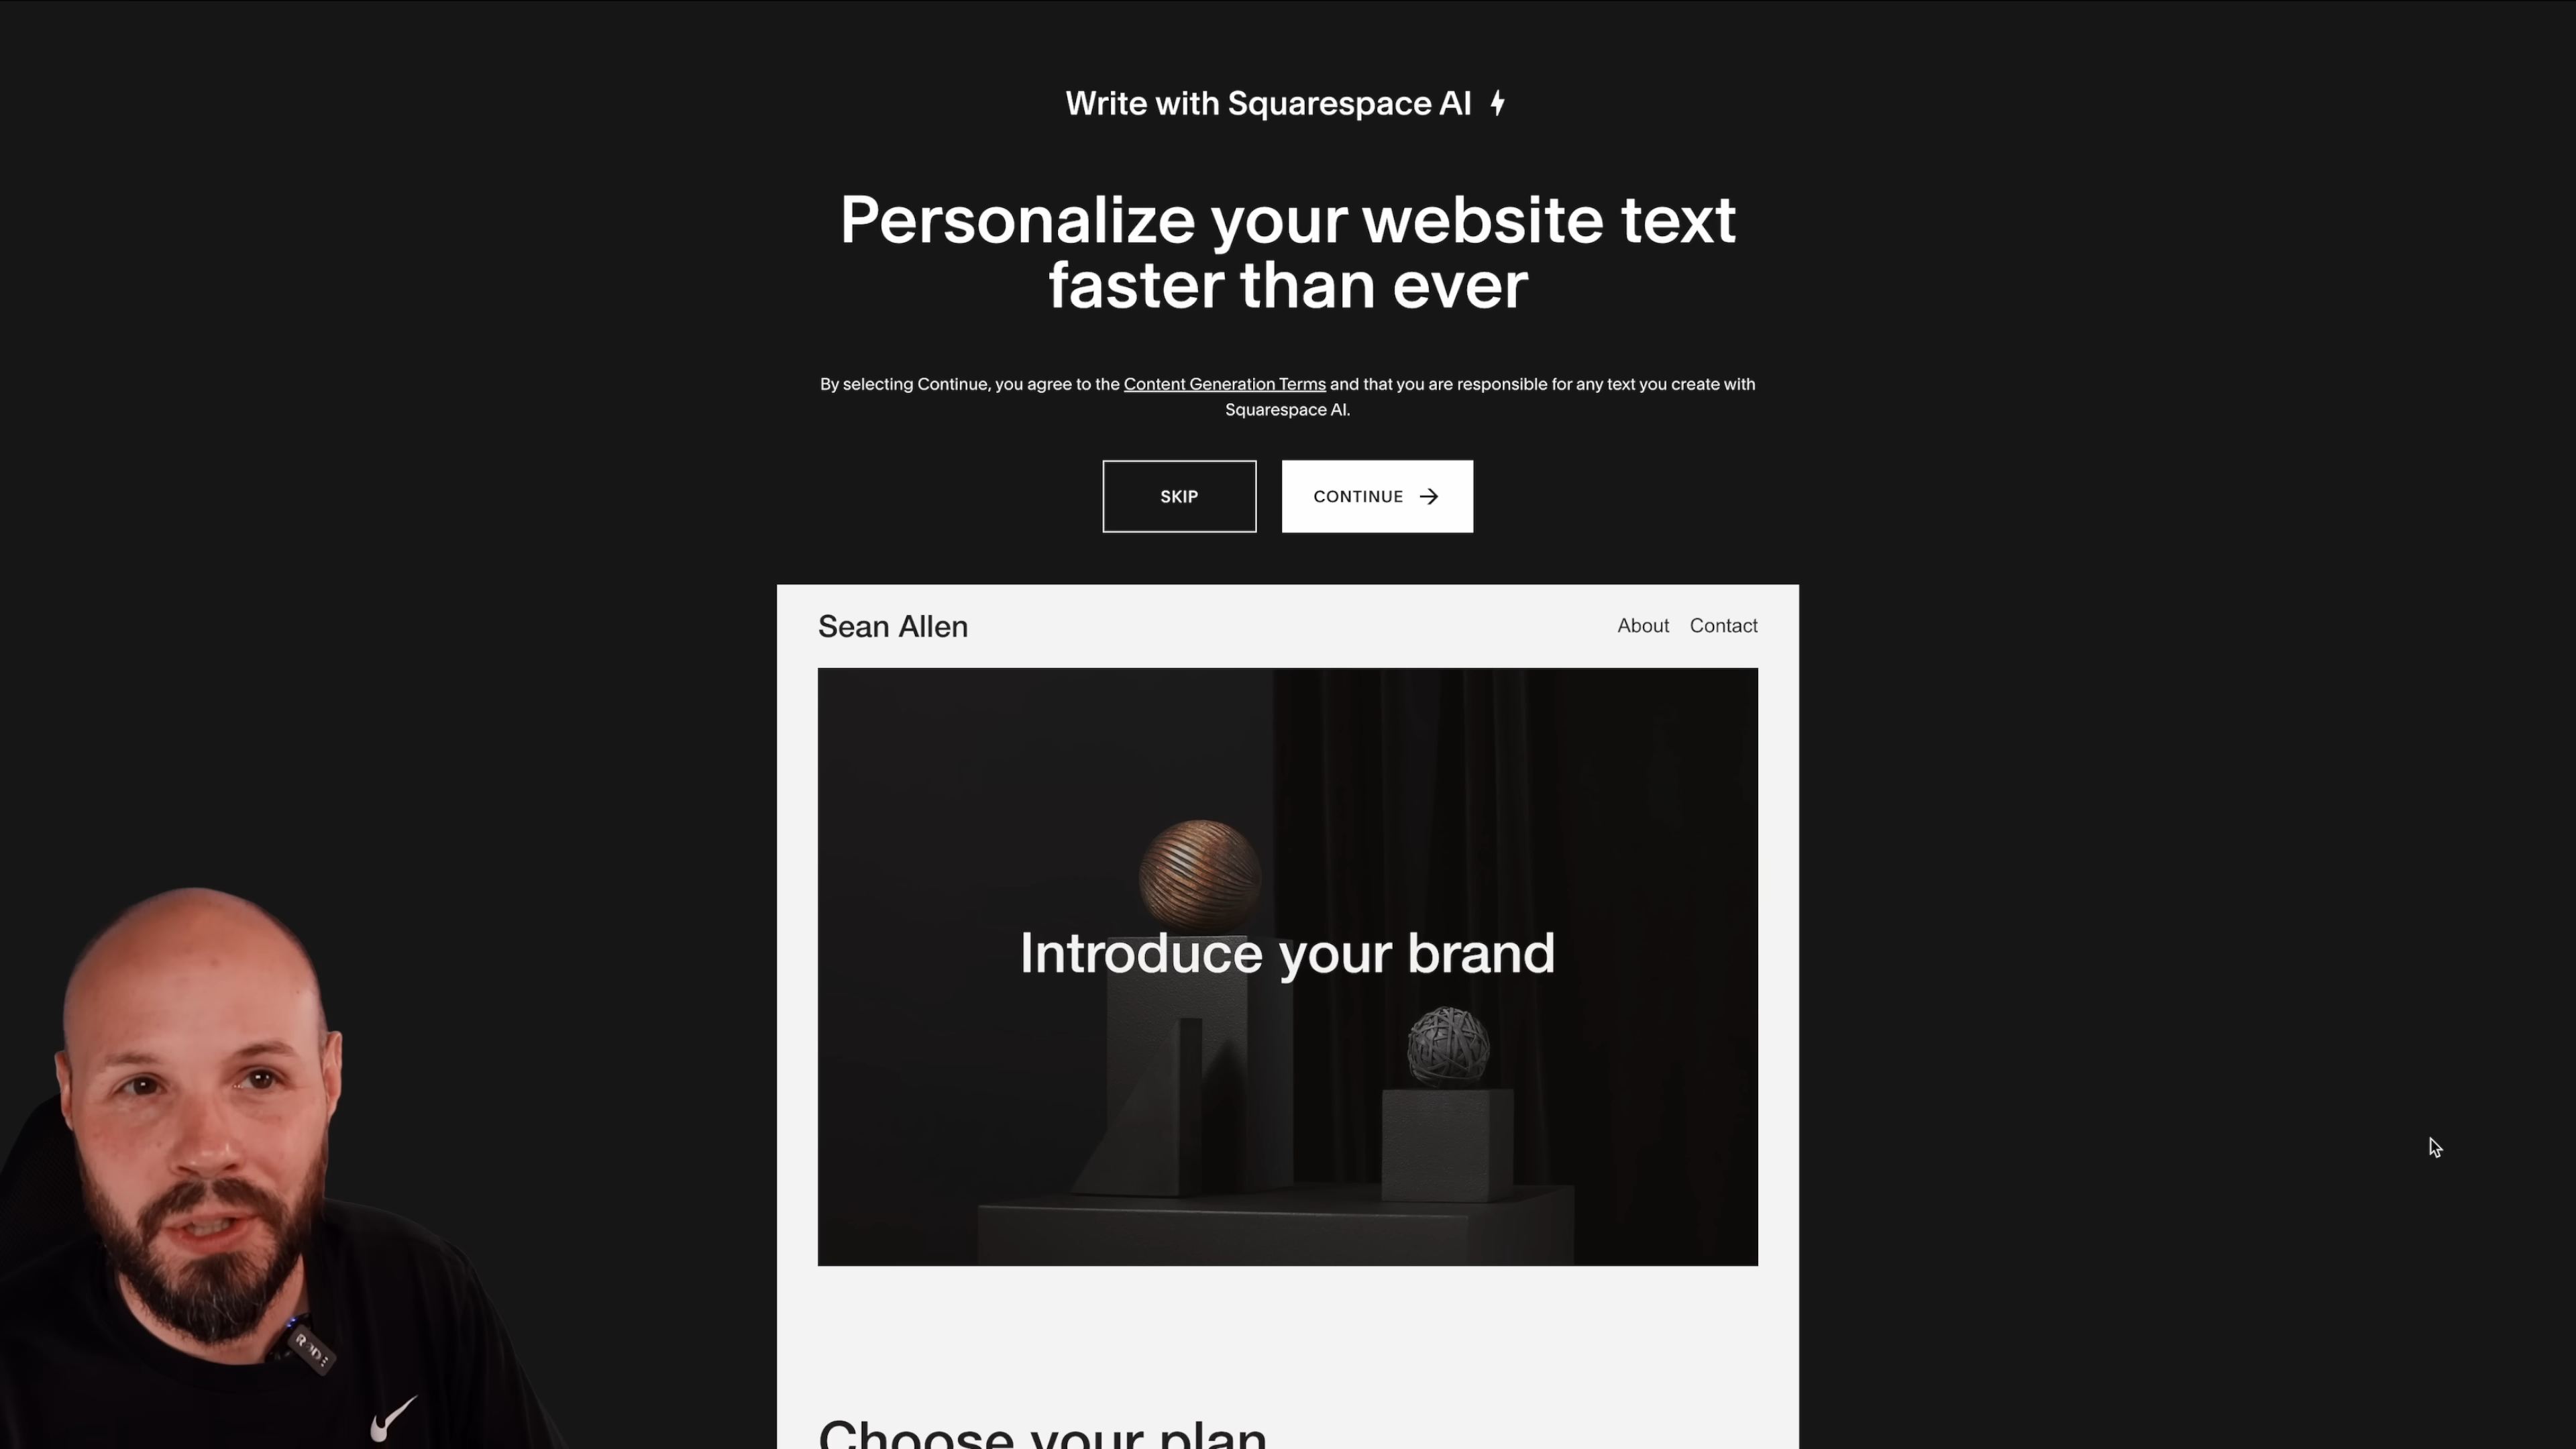 Write with Squarespace AI
Personalize your website text
faster than ever
By selecting Continue, you agree to the Content Generation Terms and that you are responsible for any text you create with
Squarespace AI.
SKIP
CONTINUE
Sean Allen
About
Contact
Introduce your brand
RØDE
Choose your plan